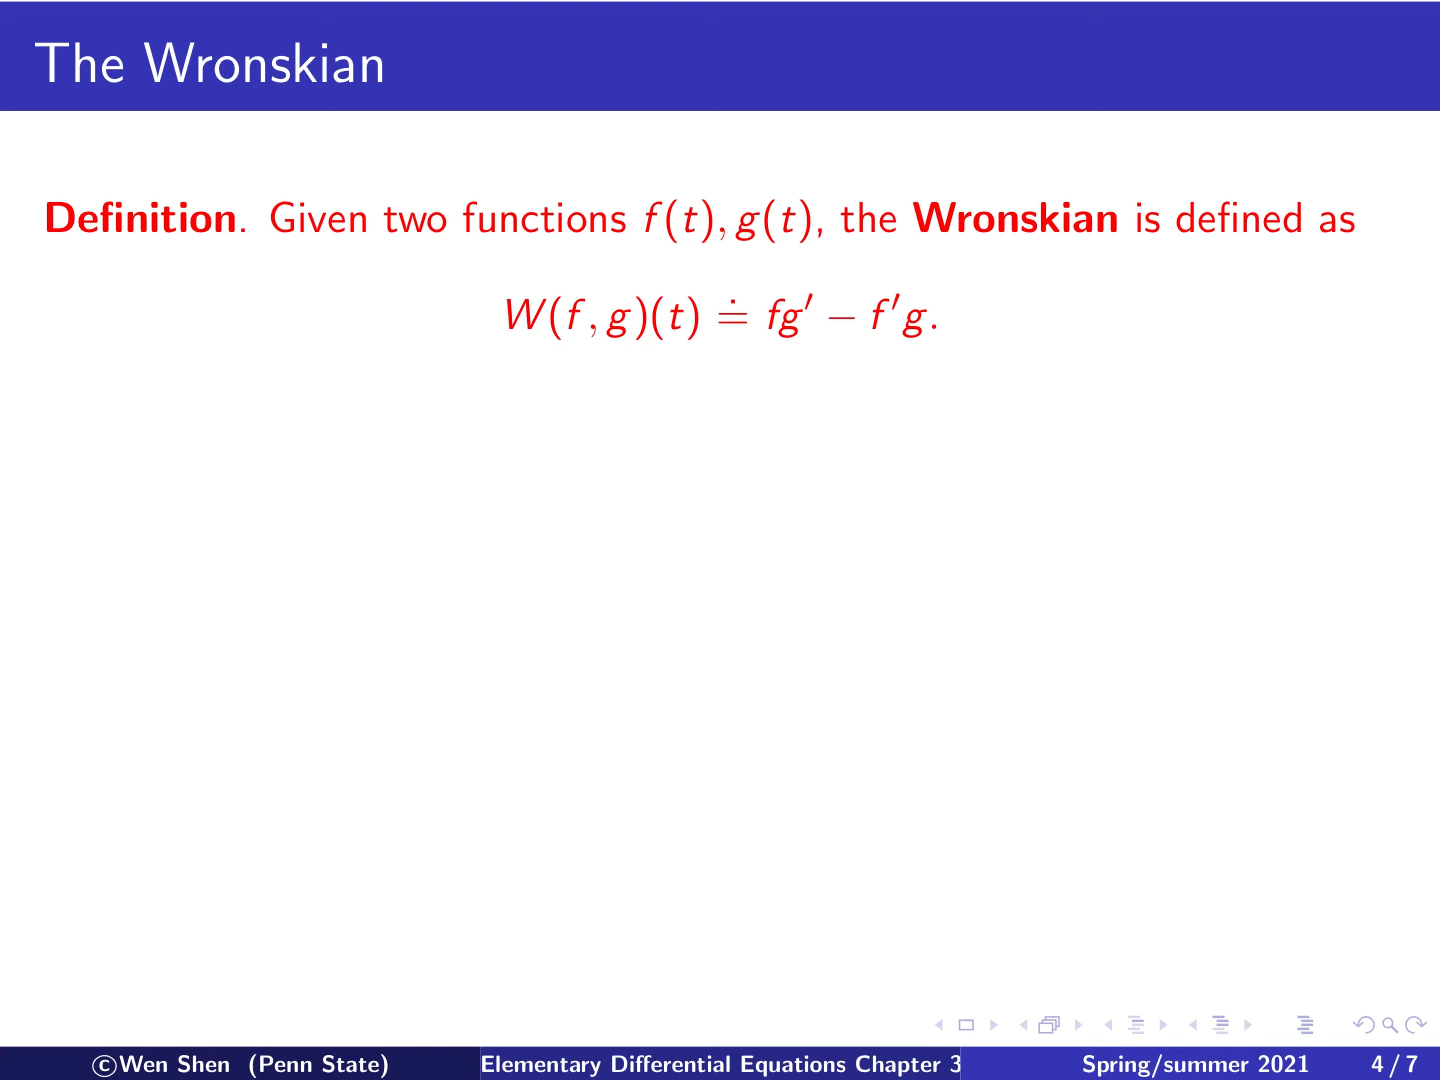 The Wronskian
Definition. Given two functions f(t), g(t), the Wronskian is defined as
W(f, g)(t) ≐ fg′ − f′g.
©Wen Shen (Penn State) Elementary Differential Equations Chapter 3 Spring/summer 2021 4 / 7